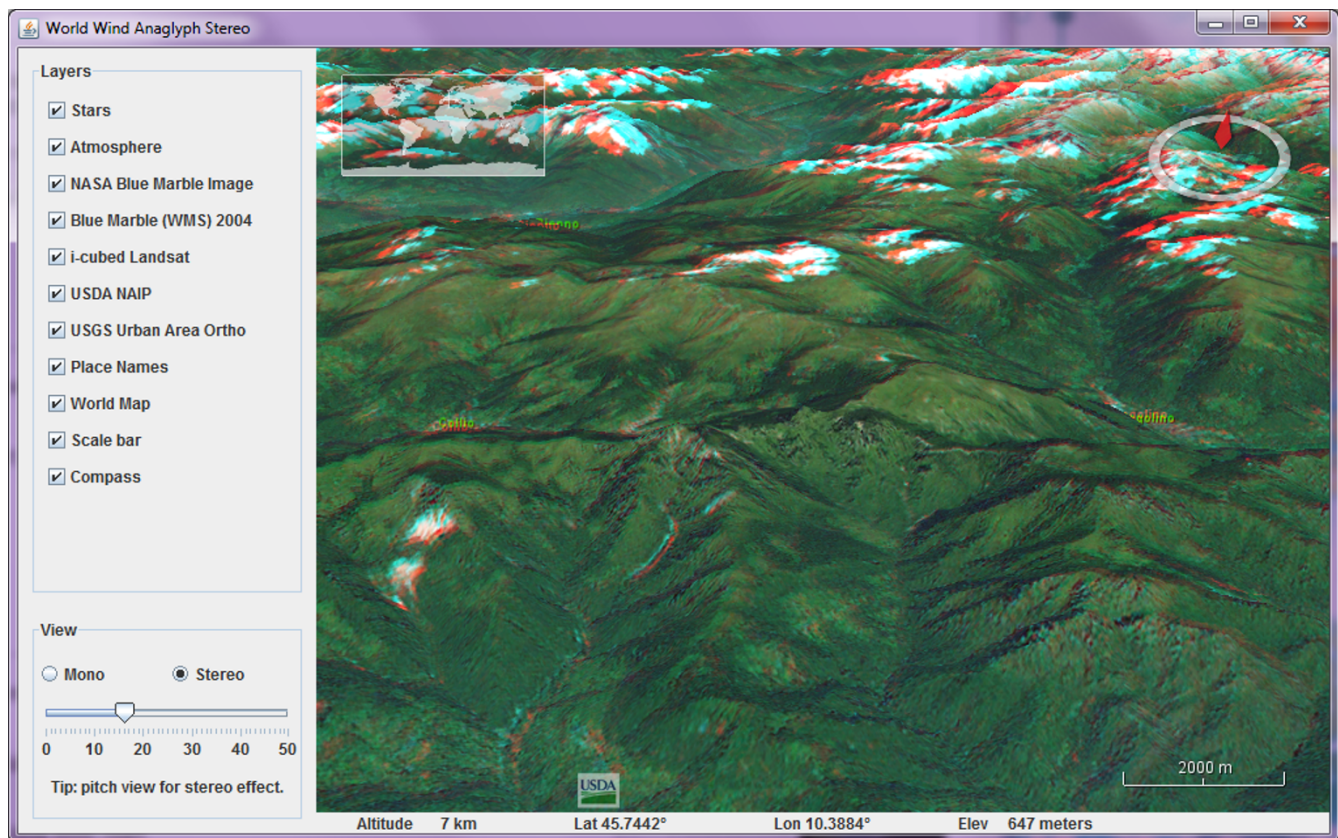 World Wind Anaglyph Stereo
Layers
Stars
Atmosphere
NASA Blue Marble Image
Blue Marble (WMS) 2004
i-cubed Landsat
USDA NAIP
USGS Urban Area Ortho
Place Names
World Map
Scale bar
Compass
View
Mono Stereo
0 10 20 30 40 50
Tip: pitch view for stereo effect.
USDA
2000 m
Altitude 7 km Lat 45.7442° Lon 10.3884° Elev 647 meters